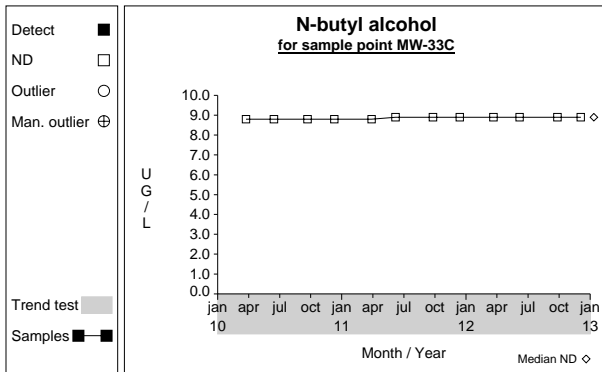 Detect
ND
Outlier
Man. outlier
Trend test
Samples
N-butyl alcohol
for sample point MW-33C
U
G
/
L
10.0
9.0
8.0
7.0
6.0
5.0
4.0
3.0
2.0
1.0
0.0
jan apr jul oct jan apr jul oct jan apr jul oct jan
10 11 12 13
Month / Year
Median ND